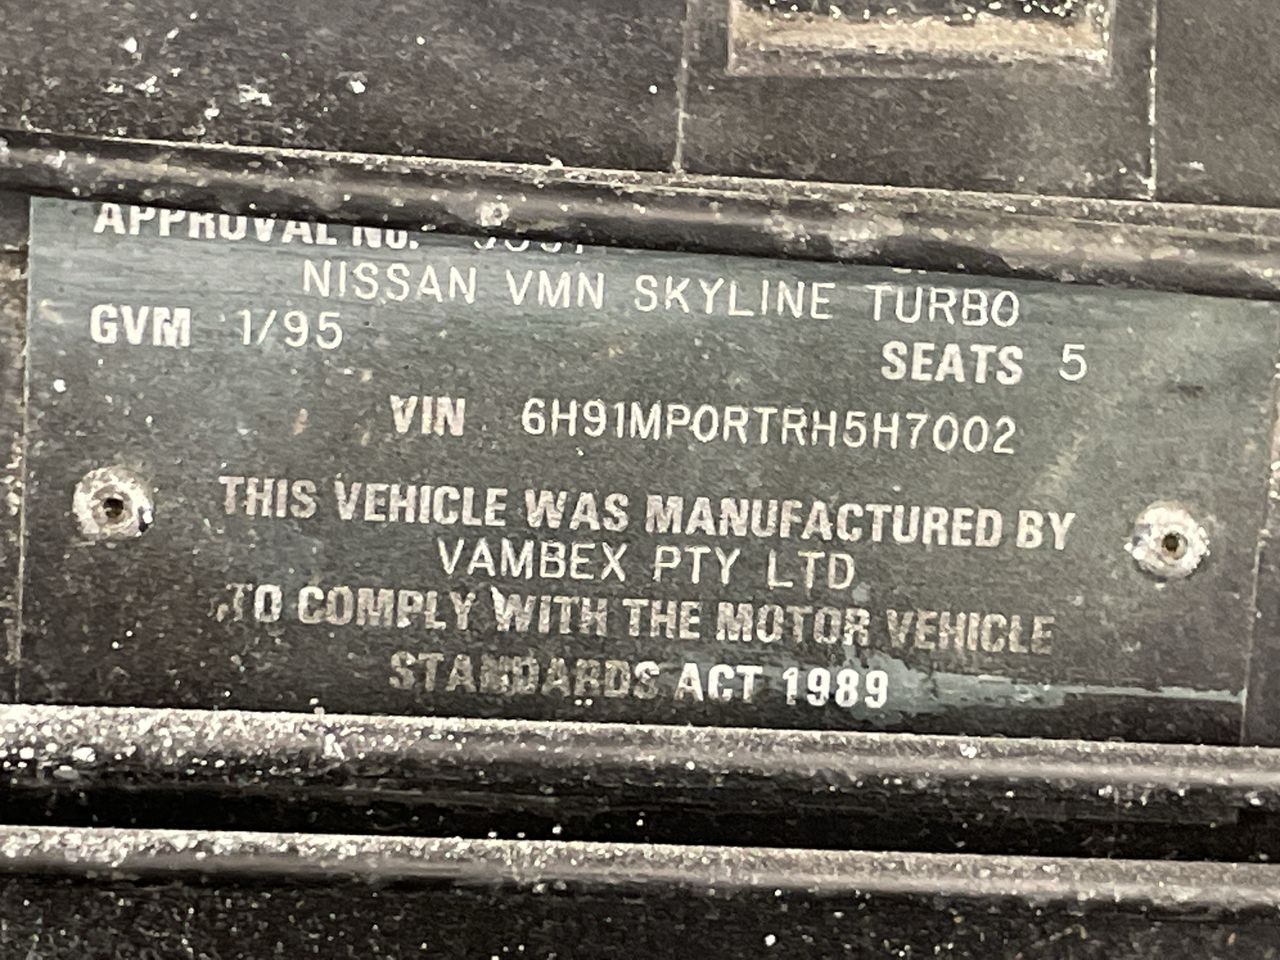 APPROVAL NO.
NISSAN VMN SKYLINE TURBO
GVM 1/95
SEATS 5
VIN 6H91MPORTRH5H7002
THIS VEHICLE WAS MANUFACTURED BY
VAMBEX PTY LTD
TO COMPLY WITH THE MOTOR VEHICLE
STANDARDS ACT 1989